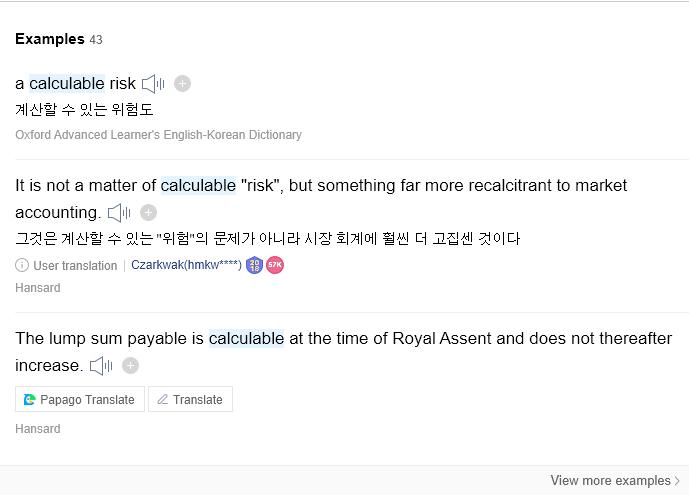 Examples 43
a calculable risk
계산할 수 있는 위험도
Oxford Advanced Learner's English-Korean Dictionary
It is not a matter of calculable "risk", but something far more recalcitrant to market
accounting.
그것은 계산할 수 있는 "위험"의 문제가 아니라 시장 회계에 훨씬 더 고집센 것이다
User translation Czarkwak(hmkw****) 2018 57K
Hansard
The lump sum payable is calculable at the time of Royal Assent and does not thereafter
increase.
Papago Translate Translate
Hansard
View more examples